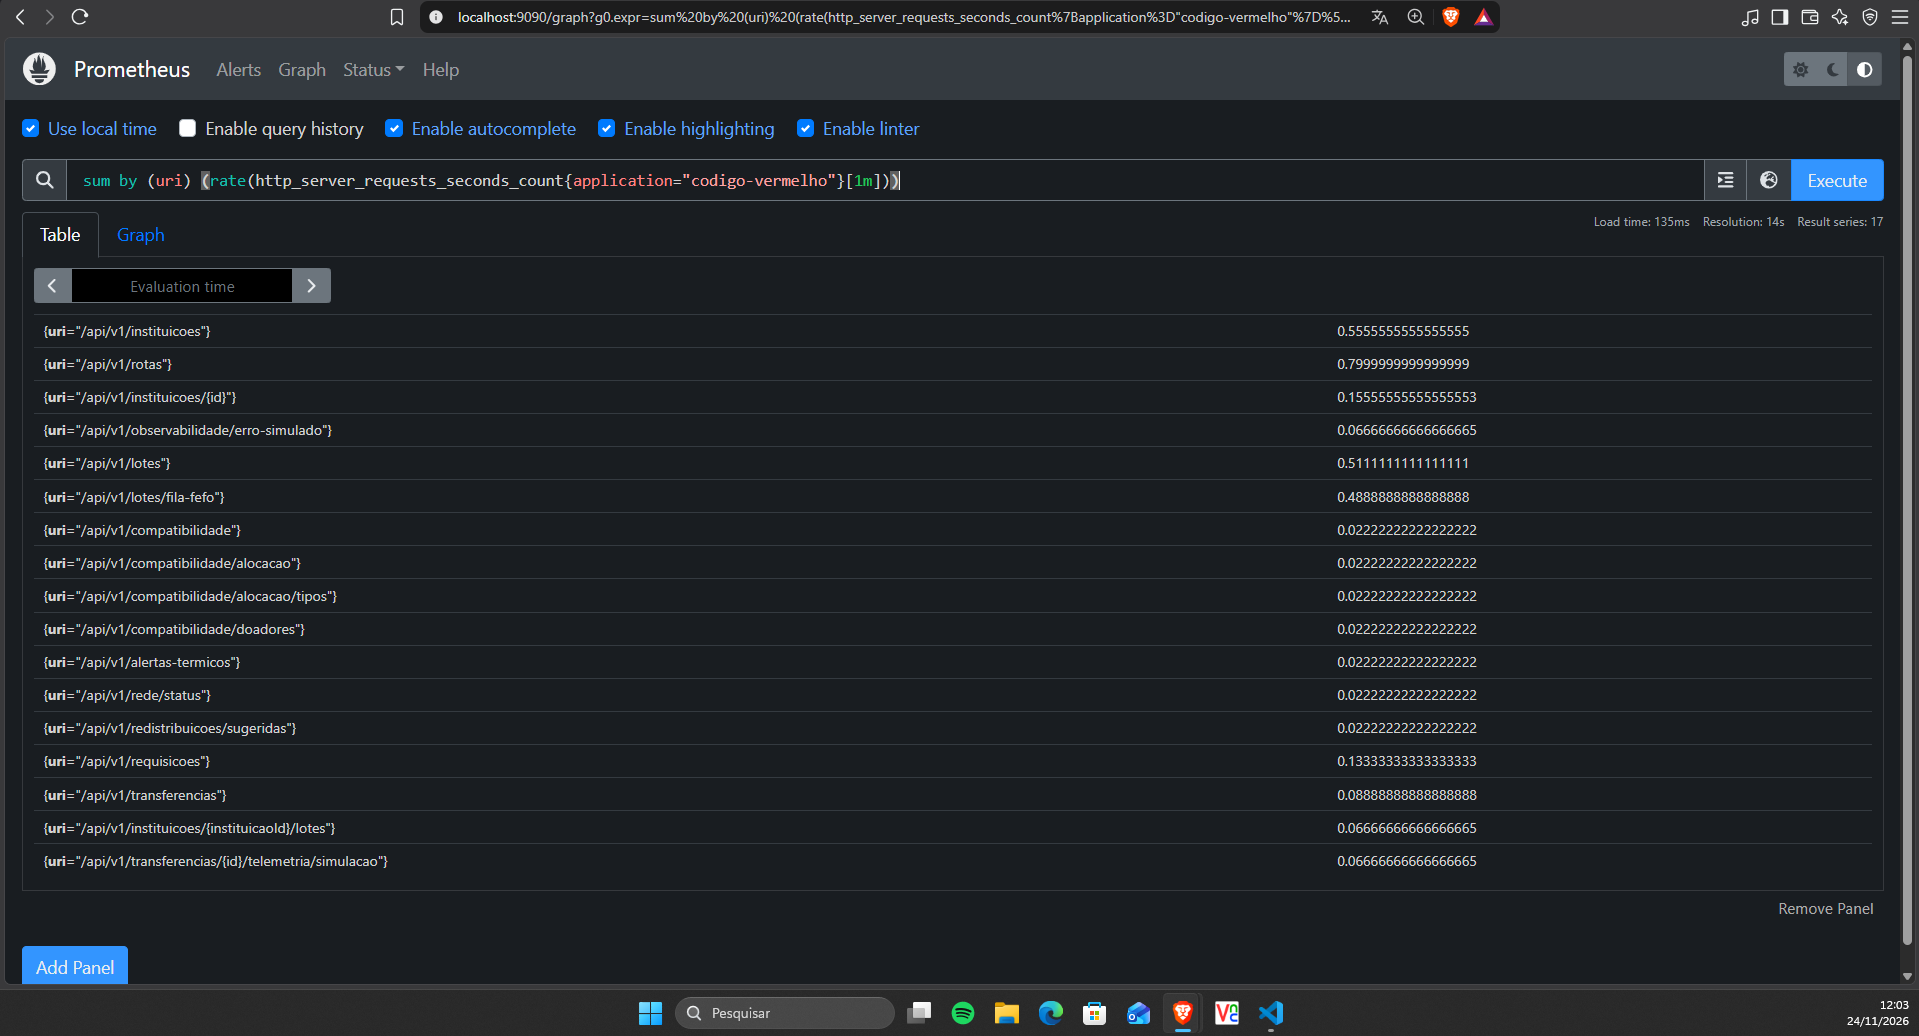 localhost:9090/graph?g0.expr=sum%20by%20(uri)%20(rate(http_server_requests_seconds_count%7Bapplication%3D"codigo-vermelho"%7D%5...
Prometheus Alerts Graph Status Help
Use local time Enable query history Enable autocomplete Enable highlighting Enable linter
sum by (uri) (rate(http_server_requests_seconds_count{application="codigo-vermelho"}[1m])) Execute
Table Graph Load time: 135ms Resolution: 14s Result series: 17
Evaluation time
{uri="/api/v1/instituicoes"} 0.5555555555555555
{uri="/api/v1/rotas"} 0.7999999999999999
{uri="/api/v1/instituicoes/{id}"} 0.15555555555555553
{uri="/api/v1/observabilidade/erro-simulado"} 0.06666666666666665
{uri="/api/v1/lotes"} 0.5111111111111111
{uri="/api/v1/lotes/fila-fefo"} 0.4888888888888888
{uri="/api/v1/compatibilidade"} 0.02222222222222222
{uri="/api/v1/compatibilidade/alocacao"} 0.02222222222222222
{uri="/api/v1/compatibilidade/alocacao/tipos"} 0.02222222222222222
{uri="/api/v1/compatibilidade/doadores"} 0.02222222222222222
{uri="/api/v1/alertas-termicos"} 0.02222222222222222
{uri="/api/v1/rede/status"} 0.02222222222222222
{uri="/api/v1/redistribuicoes/sugeridas"} 0.02222222222222222
{uri="/api/v1/requisicoes"} 0.13333333333333333
{uri="/api/v1/transferencias"} 0.08888888888888888
{uri="/api/v1/instituicoes/{instituicaoId}/lotes"} 0.06666666666666665
{uri="/api/v1/transferencias/{id}/telemetria/simulacao"} 0.06666666666666665
Remove Panel
Add Panel
Pesquisar
12:03
24/11/2026